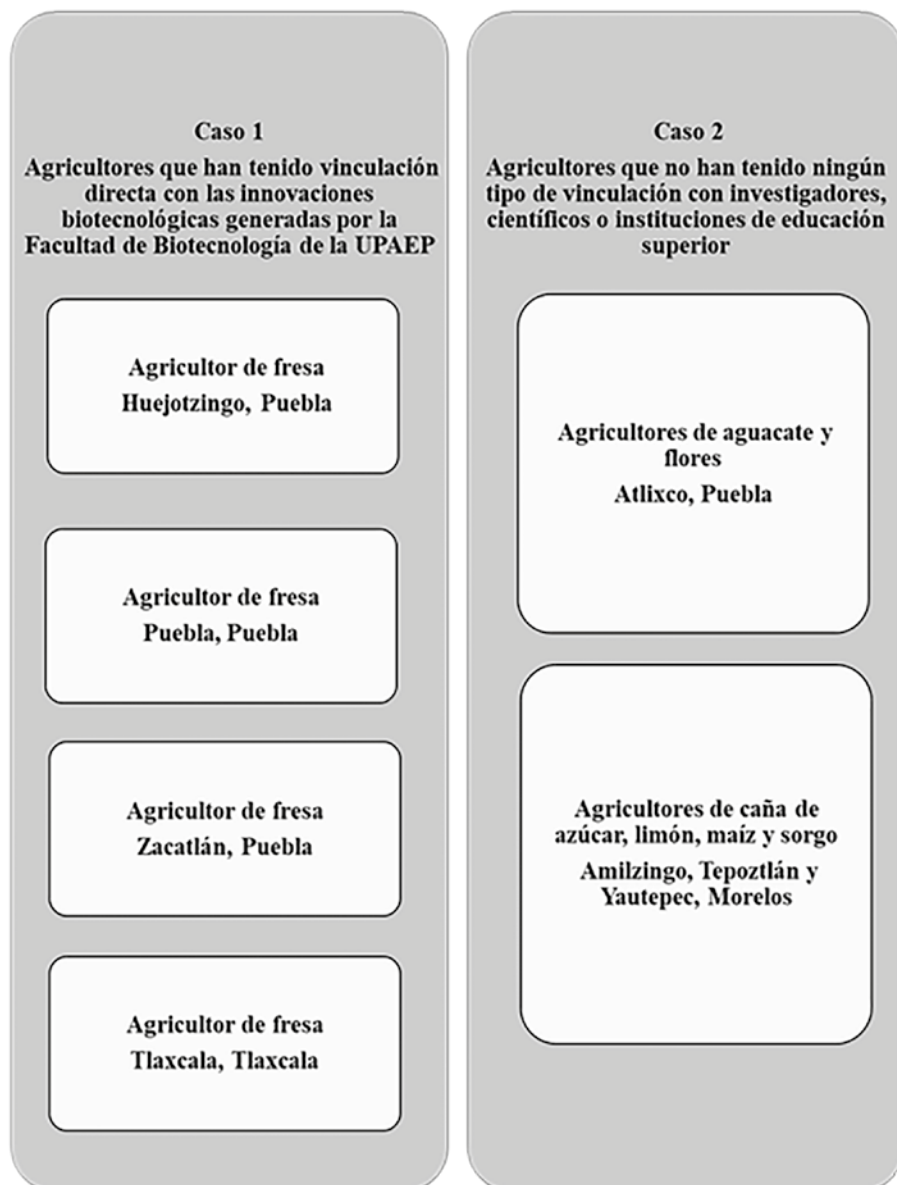 Caso 1
Agricultores que han tenido vinculación
directa con las innovaciones
biotecnológicas generadas por la
Facultad de Biotecnología de la UPAEP
Agricultor de fresa
Huejotzingo, Puebla
Agricultor de fresa
Puebla, Puebla
Agricultor de fresa
Zacatlán, Puebla
Agricultor de fresa
Tlaxcala, Tlaxcala
Caso 2
Agricultores que no han tenido ningún
tipo de vinculación con investigadores,
científicos o instituciones de educación
superior
Agricultores de aguacate y
flores
Atlixco, Puebla
Agricultores de caña de
azúcar, limón, maíz y sorgo
Amilzingo, Tepoztlán y
Yautepec, Morelos